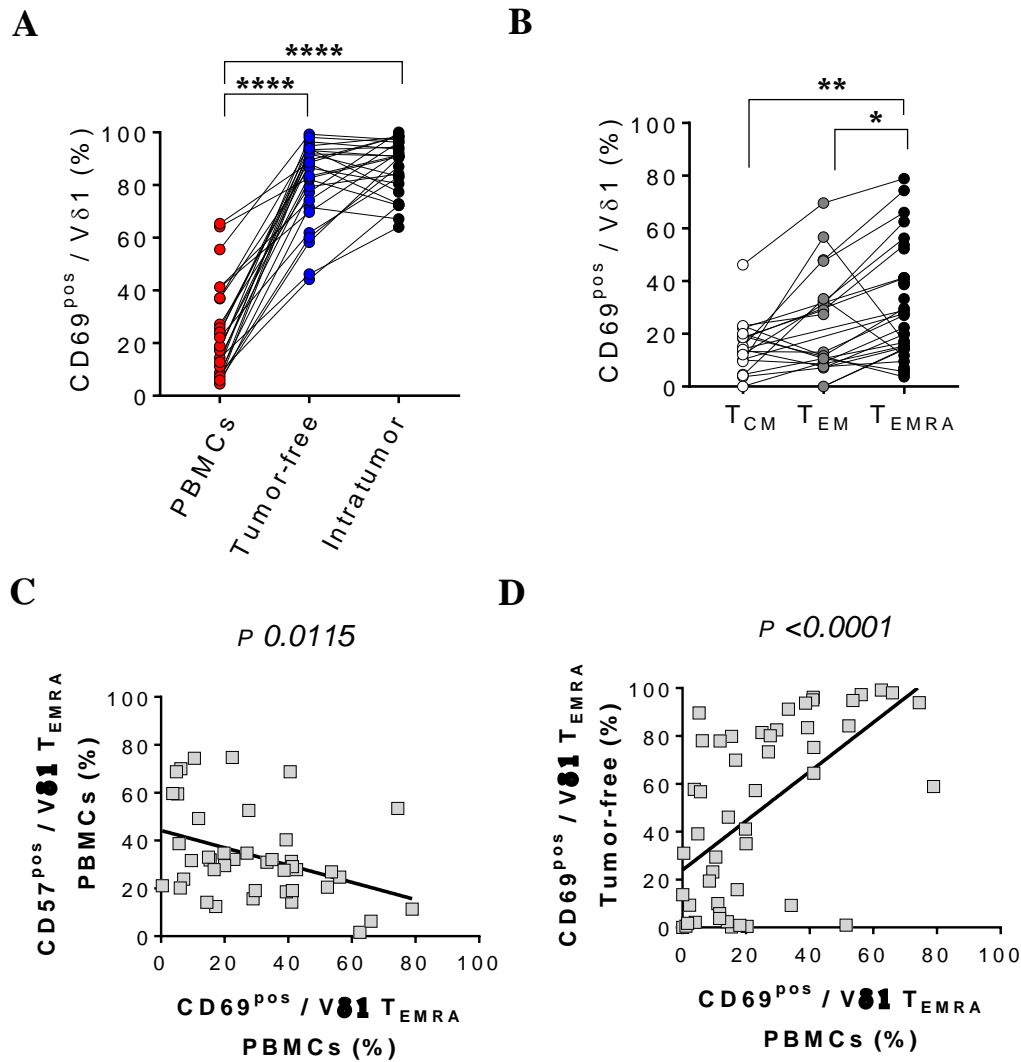 A
****
****
CD69pos / Vδ1 (%)
100
80
60
40
20
0
PBMCs
Tumor-free
Intratumor
B
**
*
CD69pos / Vδ1 (%)
100
80
60
40
20
0
TCM
TEM
TEMRA
C
P 0.0115
CD57pos / Vδ1 TEMRA
PBMCs (%)
100
80
60
40
20
0
0 20 40 60 80 100
CD69pos / Vδ1 TEMRA
PBMCs (%)
D
P <0.0001
CD69pos / Vδ1 TEMRA
Tumor-free (%)
100
80
60
40
20
0
0 20 40 60 80 100
CD69pos / Vδ1 TEMRA
PBMCs (%)